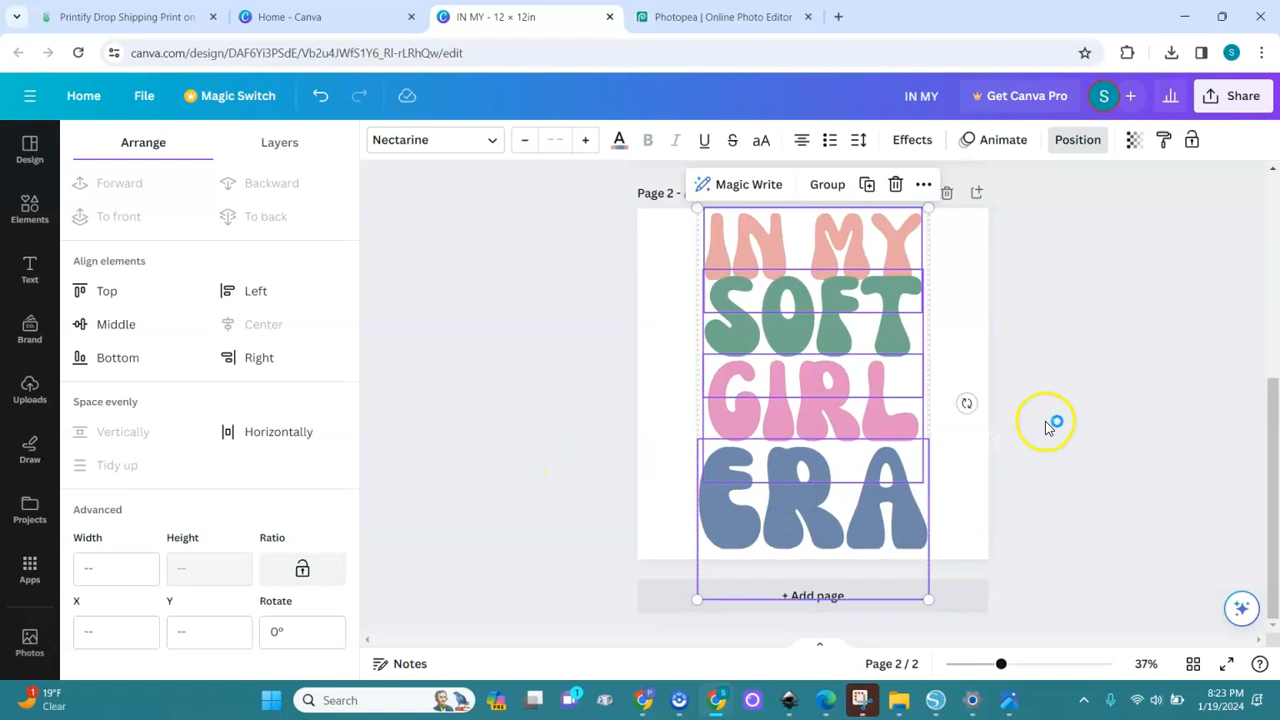 Printify Drop Shipping Print on
Home - Canva
IN MY - 12 × 12in
Photopea | Online Photo Editor
canva.com/design/DAF6Yi3PSdE/Vb2u4JWfS1Y6_RI-rLRhQw/edit
S
Home
File
Magic Switch
IN MY
Get Canva Pro
S
Share
Design
Elements
Text
Brand
Uploads
Draw
Projects
Apps
Photos
Arrange
Layers
Forward
Backward
To front
To back
Align elements
Top
Left
Middle
Center
Bottom
Right
Space evenly
Vertically
Horizontally
Tidy up
Advanced
Width
Height
Ratio
--
--
X
Y
Rotate
--
--
0°
Nectarine
- -
A
B
I
U
S
aA
Effects
Animate
Position
Page 2 -
Magic Write
Group
IN MY
SOFT
GIRL
ERA
+ Add page
Notes
Page 2 / 2
37%
1
19°F
Clear
Search
PRE
1
8:23 PM
1/19/2024